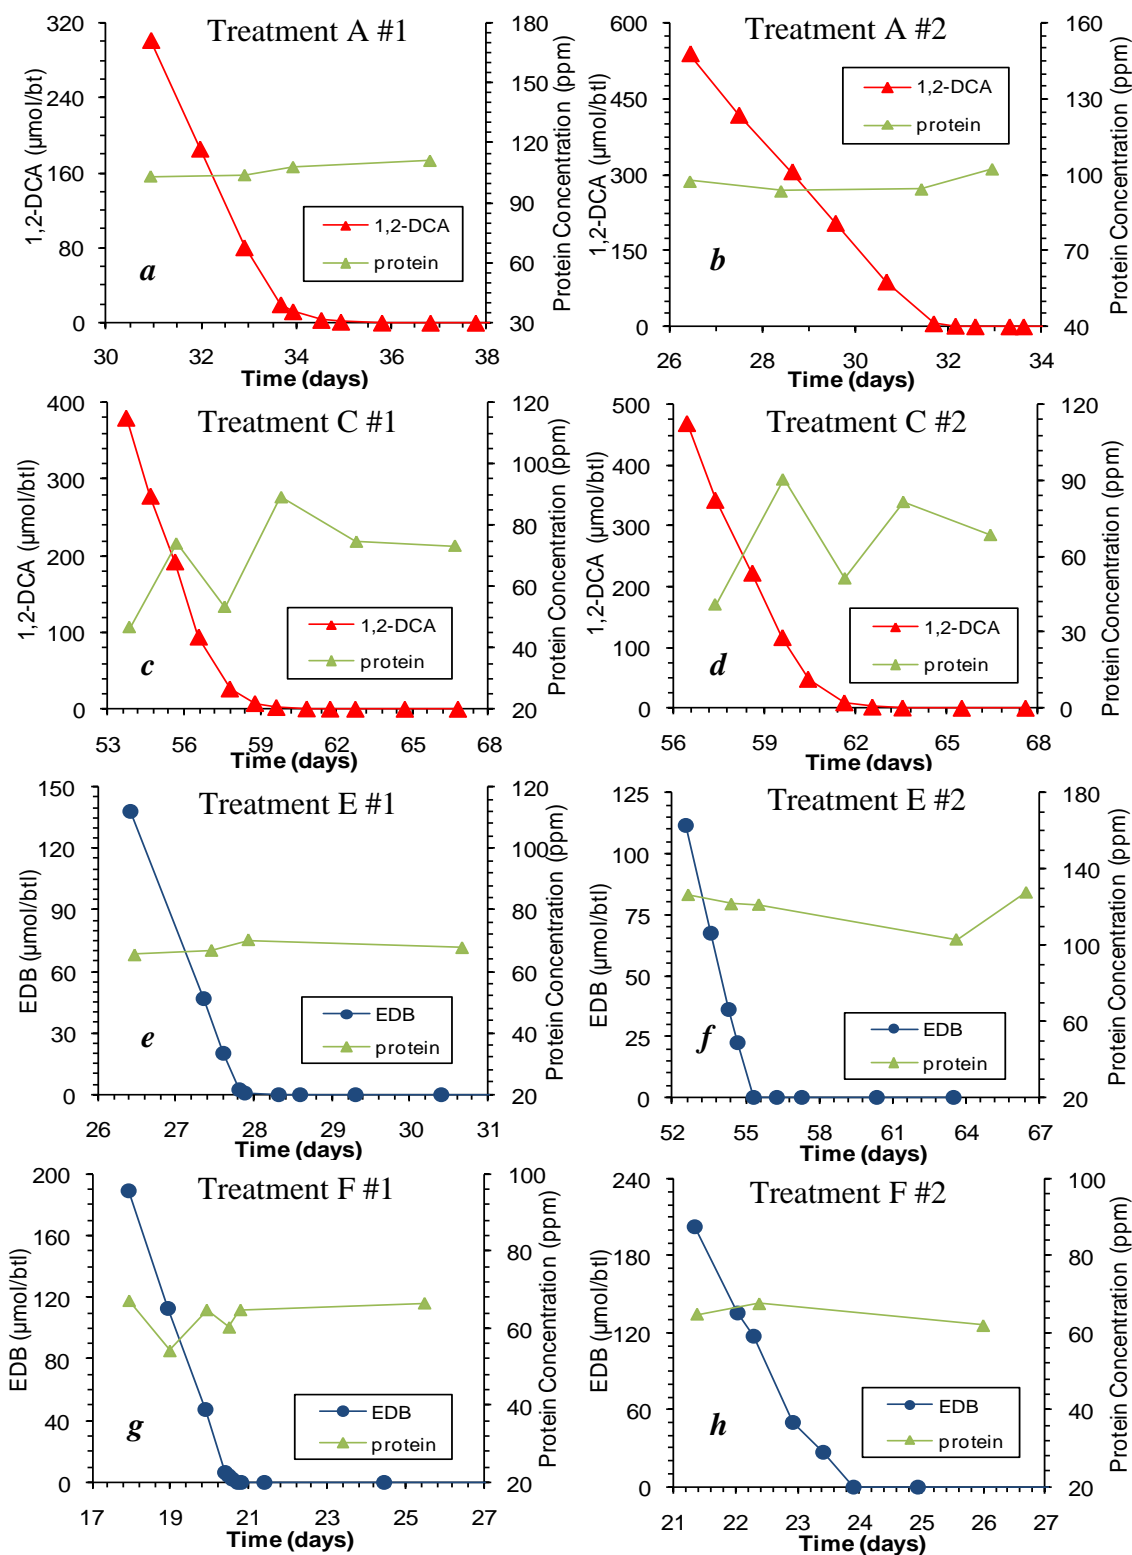 Treatment A #1
1,2-DCA (µmol/bt)
320
240
160
80
0
180
150
120
90
60
30
Protein Concentration (ppm)
1,2-DCA
protein
a
30 32 34 36 38
Time (days)
Treatment A #2
1,2-DCA (µmol/btl)
600
450
300
150
0
160
130
100
70
40
Protein Concentration (ppm)
1,2-DCA
protein
b
26 28 30 32 34
Time (days)
Treatment C #1
1,2-DCA (µmol/btl)
400
300
200
100
0
120
100
80
60
40
20
Protein Concentration (ppm)
1,2-DCA
protein
c
53 56 59 62 65 68
Time (days)
Treatment C #2
1,2-DCA (µmol/btl)
500
400
300
200
100
0
120
90
60
30
0
Protein Concentration (ppm)
1,2-DCA
protein
d
56 59 62 65 68
Time (days)
Treatment E #1
EDB (µmol/btl)
150
120
90
60
30
0
120
100
80
60
40
20
Protein Concentration (ppm)
EDB
protein
e
26 27 28 29 30 31
Time (days)
Treatment E #2
EDB (µmol/btl)
125
100
75
50
25
0
180
140
100
60
20
Protein Concentration (ppm)
EDB
protein
f
52 55 58 61 64 67
Time (days)
Treatment F #1
EDB (µmol/btl)
200
160
120
80
40
0
100
80
60
40
20
Protein Concentration (ppm)
EDB
protein
g
17 19 21 23 25 27
Time (days)
Treatment F #2
EDB (µmol/btl)
240
180
120
60
0
100
80
60
40
20
Protein Concentration (ppm)
EDB
protein
h
21 22 23 24 25 26 27
Time (days)